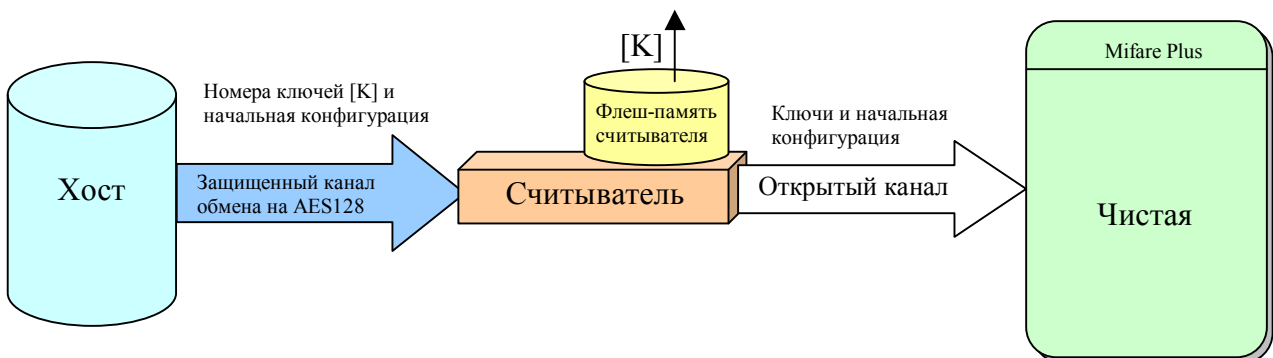 Хост
Номера ключей [K] и
начальная конфигурация
Защищенный канал
обмена на AES128
[K]
Флеш-память
считывателя
Считыватель
Ключи и начальная
конфигурация
Открытый канал
Mifare Plus
Чистая